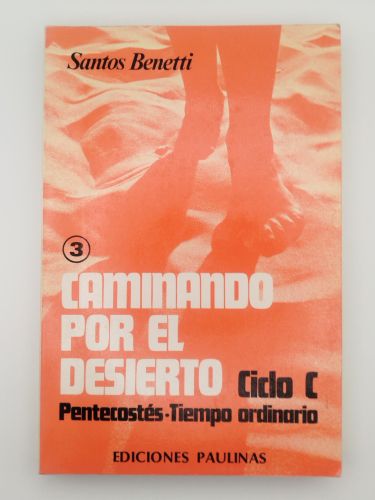 Santos Benetti
3
CAMINANDO
POR EL
DESIERTO Ciclo C
Pentecostés-Tiempo ordinario
EDICIONES PAULINAS